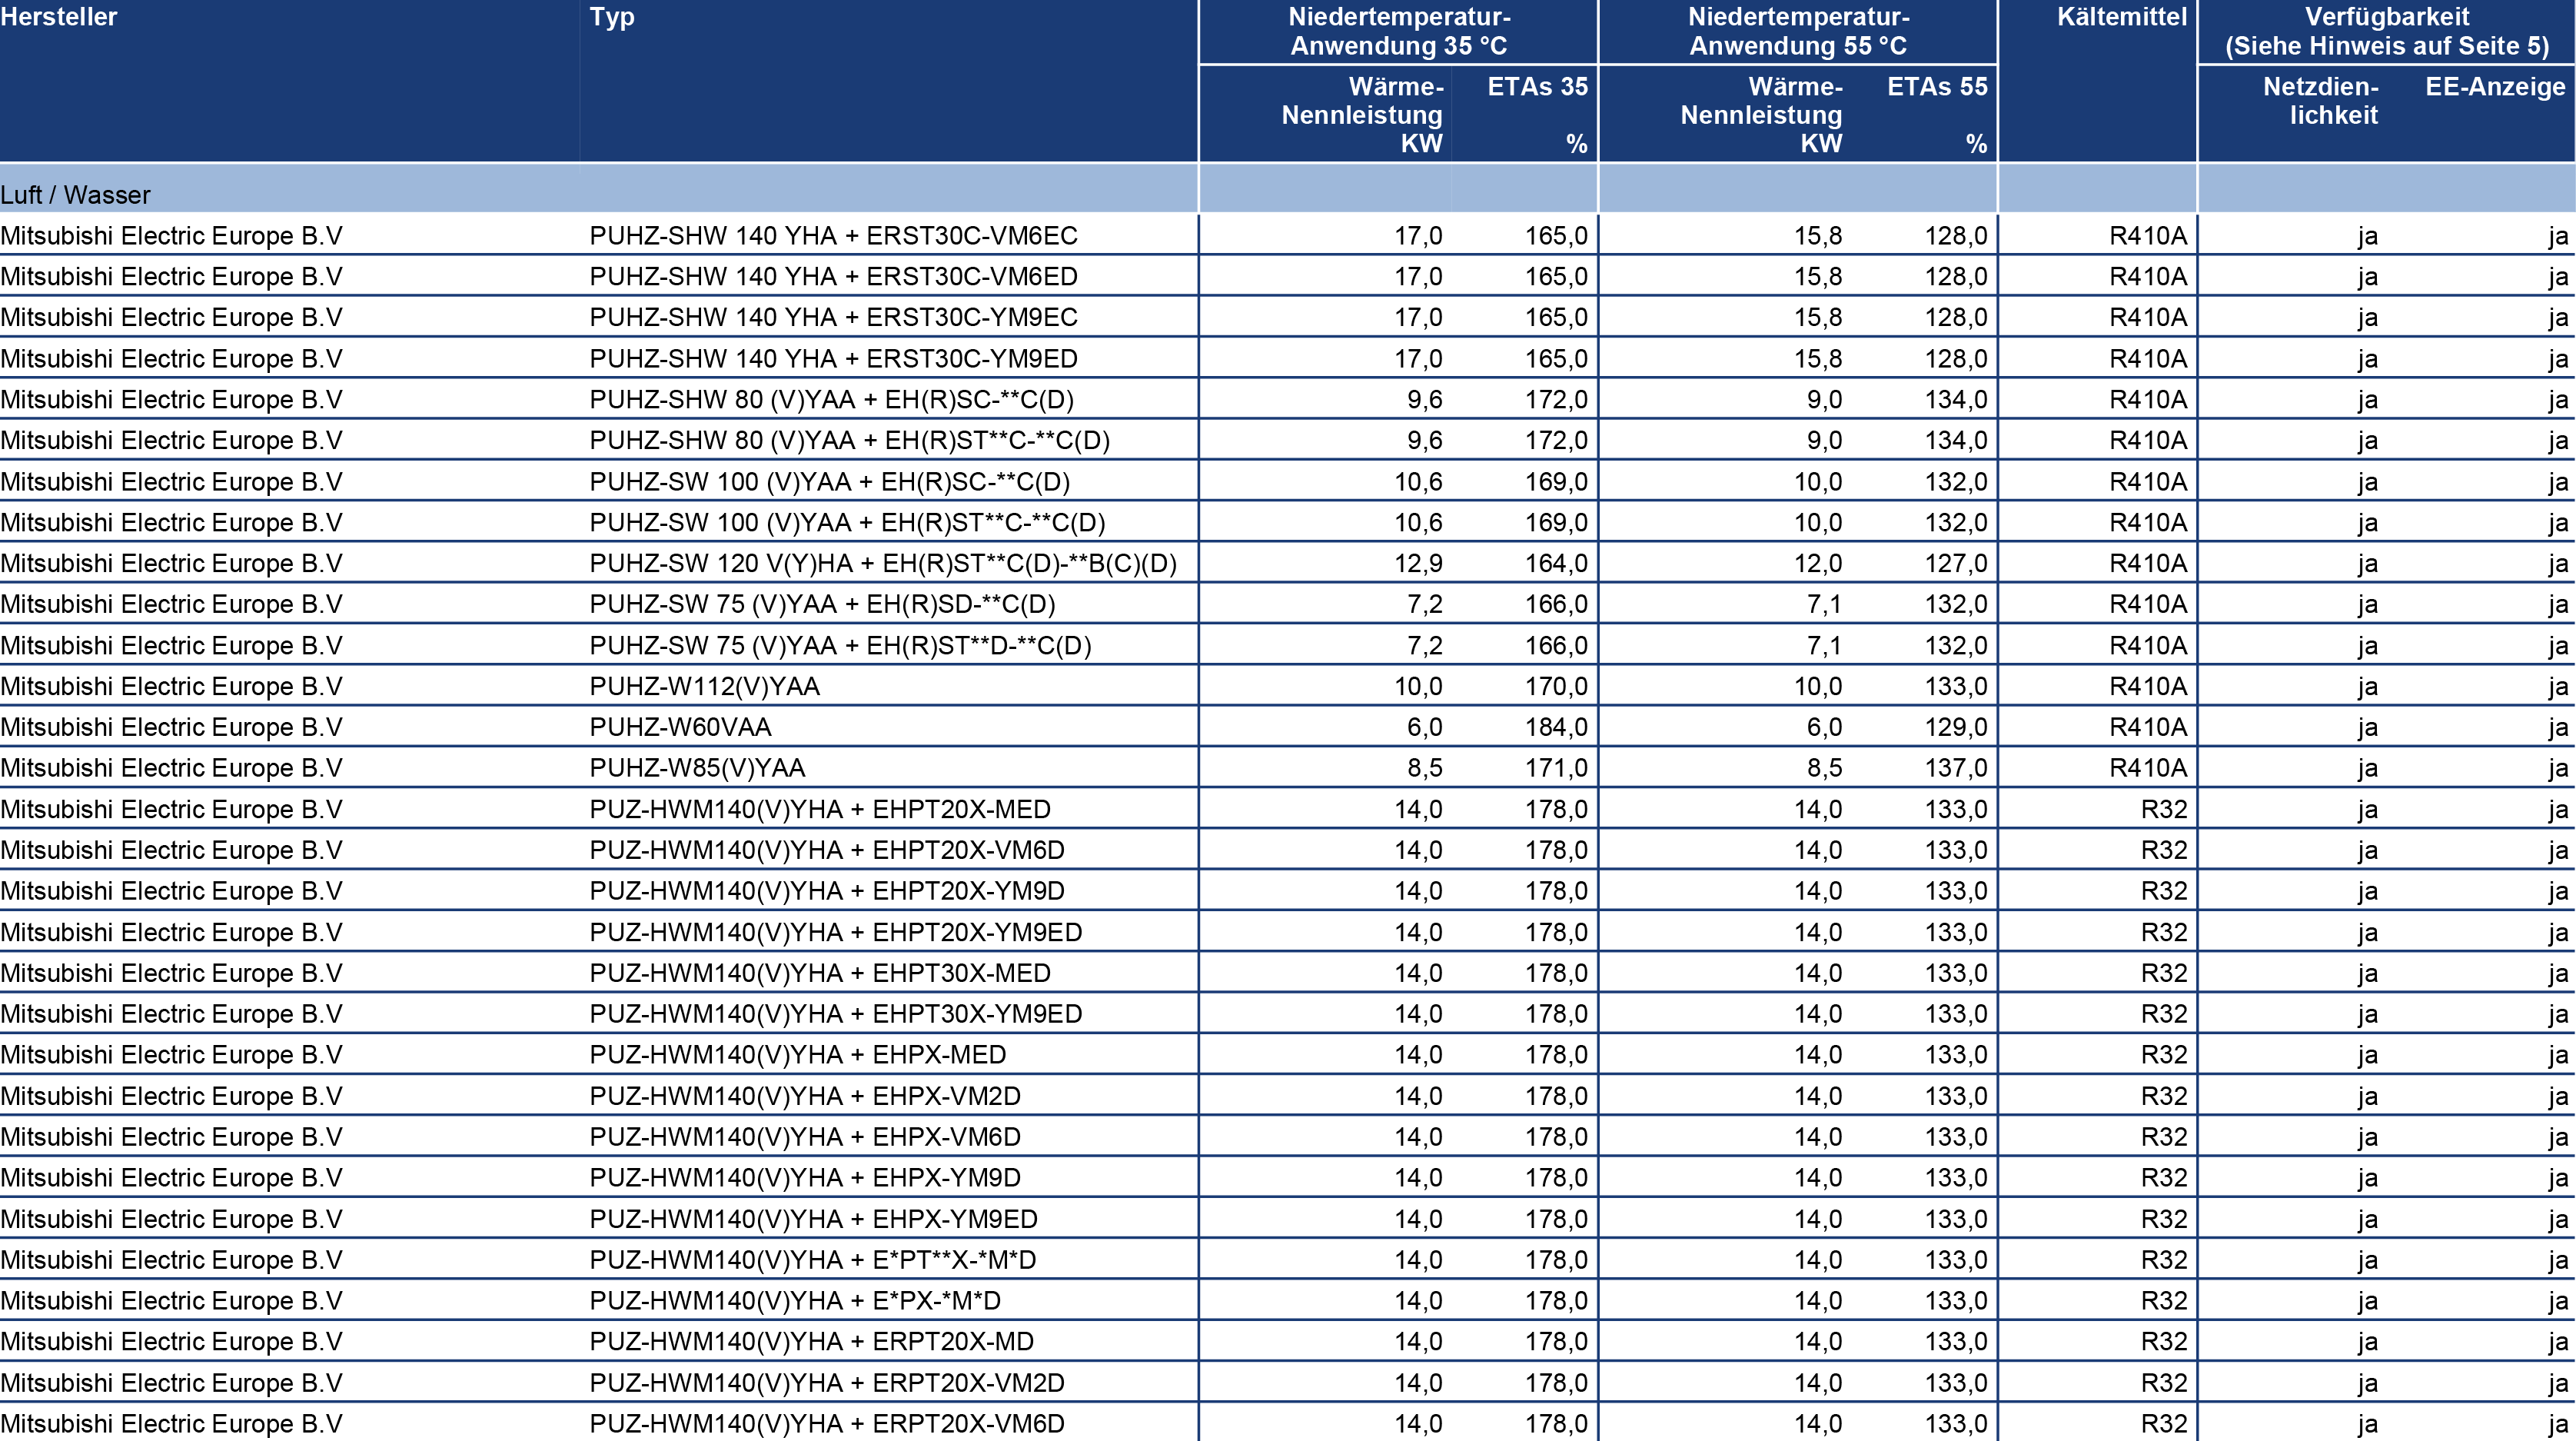 Hersteller Typ Niedertemperatur- Niedertemperatur- Kältemittel Verfügbarkeit
Anwendung 35 °C Anwendung 55 °C (Siehe Hinweis auf Seite 5)
Wärme- ETAs 35 Wärme- ETAs 55 Netzdien- EE-Anzeige
Nennleistung Nennleistung lichkeit
KW % KW %
Luft / Wasser
Mitsubishi Electric Europe B.V PUHZ-SHW 140 YHA + ERST30C-VM6EC 17,0 165,0 15,8 128,0 R410A ja ja
Mitsubishi Electric Europe B.V PUHZ-SHW 140 YHA + ERST30C-VM6ED 17,0 165,0 15,8 128,0 R410A ja ja
Mitsubishi Electric Europe B.V PUHZ-SHW 140 YHA + ERST30C-YM9EC 17,0 165,0 15,8 128,0 R410A ja ja
Mitsubishi Electric Europe B.V PUHZ-SHW 140 YHA + ERST30C-YM9ED 17,0 165,0 15,8 128,0 R410A ja ja
Mitsubishi Electric Europe B.V PUHZ-SHW 80 (V)YAA + EH(R)SC-**C(D) 9,6 172,0 9,0 134,0 R410A ja ja
Mitsubishi Electric Europe B.V PUHZ-SHW 80 (V)YAA + EH(R)ST**C-**C(D) 9,6 172,0 9,0 134,0 R410A ja ja
Mitsubishi Electric Europe B.V PUHZ-SW 100 (V)YAA + EH(R)SC-**C(D) 10,6 169,0 10,0 132,0 R410A ja ja
Mitsubishi Electric Europe B.V PUHZ-SW 100 (V)YAA + EH(R)ST**C-**C(D) 10,6 169,0 10,0 132,0 R410A ja ja
Mitsubishi Electric Europe B.V PUHZ-SW 120 V(Y)HA + EH(R)ST**C(D)-**B(C)(D) 12,9 164,0 12,0 127,0 R410A ja ja
Mitsubishi Electric Europe B.V PUHZ-SW 75 (V)YAA + EH(R)SD-**C(D) 7,2 166,0 7,1 132,0 R410A ja ja
Mitsubishi Electric Europe B.V PUHZ-SW 75 (V)YAA + EH(R)ST**D-**C(D) 7,2 166,0 7,1 132,0 R410A ja ja
Mitsubishi Electric Europe B.V PUHZ-W112(V)YAA 10,0 170,0 10,0 133,0 R410A ja ja
Mitsubishi Electric Europe B.V PUHZ-W60VAA 6,0 184,0 6,0 129,0 R410A ja ja
Mitsubishi Electric Europe B.V PUHZ-W85(V)YAA 8,5 171,0 8,5 137,0 R410A ja ja
Mitsubishi Electric Europe B.V PUZ-HWM140(V)YHA + EHPT20X-MED 14,0 178,0 14,0 133,0 R32 ja ja
Mitsubishi Electric Europe B.V PUZ-HWM140(V)YHA + EHPT20X-VM6D 14,0 178,0 14,0 133,0 R32 ja ja
Mitsubishi Electric Europe B.V PUZ-HWM140(V)YHA + EHPT20X-YM9D 14,0 178,0 14,0 133,0 R32 ja ja
Mitsubishi Electric Europe B.V PUZ-HWM140(V)YHA + EHPT20X-YM9ED 14,0 178,0 14,0 133,0 R32 ja ja
Mitsubishi Electric Europe B.V PUZ-HWM140(V)YHA + EHPT30X-MED 14,0 178,0 14,0 133,0 R32 ja ja
Mitsubishi Electric Europe B.V PUZ-HWM140(V)YHA + EHPT30X-YM9ED 14,0 178,0 14,0 133,0 R32 ja ja
Mitsubishi Electric Europe B.V PUZ-HWM140(V)YHA + EHPX-MED 14,0 178,0 14,0 133,0 R32 ja ja
Mitsubishi Electric Europe B.V PUZ-HWM140(V)YHA + EHPX-VM2D 14,0 178,0 14,0 133,0 R32 ja ja
Mitsubishi Electric Europe B.V PUZ-HWM140(V)YHA + EHPX-VM6D 14,0 178,0 14,0 133,0 R32 ja ja
Mitsubishi Electric Europe B.V PUZ-HWM140(V)YHA + EHPX-YM9D 14,0 178,0 14,0 133,0 R32 ja ja
Mitsubishi Electric Europe B.V PUZ-HWM140(V)YHA + EHPX-YM9ED 14,0 178,0 14,0 133,0 R32 ja ja
Mitsubishi Electric Europe B.V PUZ-HWM140(V)YHA + E*PT**X-*M*D 14,0 178,0 14,0 133,0 R32 ja ja
Mitsubishi Electric Europe B.V PUZ-HWM140(V)YHA + E*PX-*M*D 14,0 178,0 14,0 133,0 R32 ja ja
Mitsubishi Electric Europe B.V PUZ-HWM140(V)YHA + ERPT20X-MD 14,0 178,0 14,0 133,0 R32 ja ja
Mitsubishi Electric Europe B.V PUZ-HWM140(V)YHA + ERPT20X-VM2D 14,0 178,0 14,0 133,0 R32 ja ja
Mitsubishi Electric Europe B.V PUZ-HWM140(V)YHA + ERPT20X-VM6D 14,0 178,0 14,0 133,0 R32 ja ja